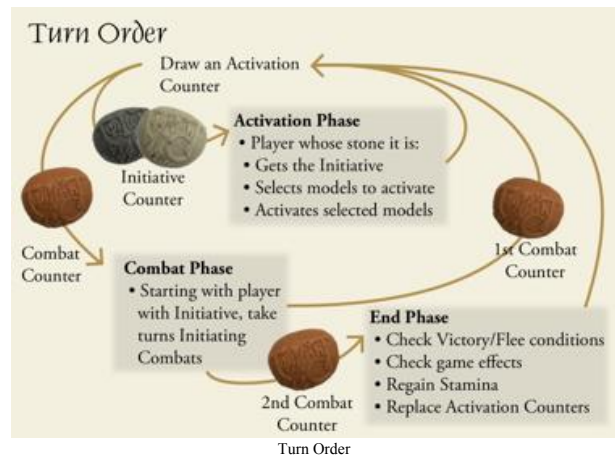 Turn Order
Draw an Activation
Counter
Initiative
Counter
Activation Phase
• Player whose stone it is:
• Gets the Initiative
• Selects models to activate
• Activates selected models
Combat
Counter
1st Combat
Counter
Combat Phase
• Starting with player
with Initiative, take
turns Initiating
Combats
2nd Combat
Counter
End Phase
• Check Victory/Flee conditions
• Check game effects
• Regain Stamina
• Replace Activation Counters
Turn Order